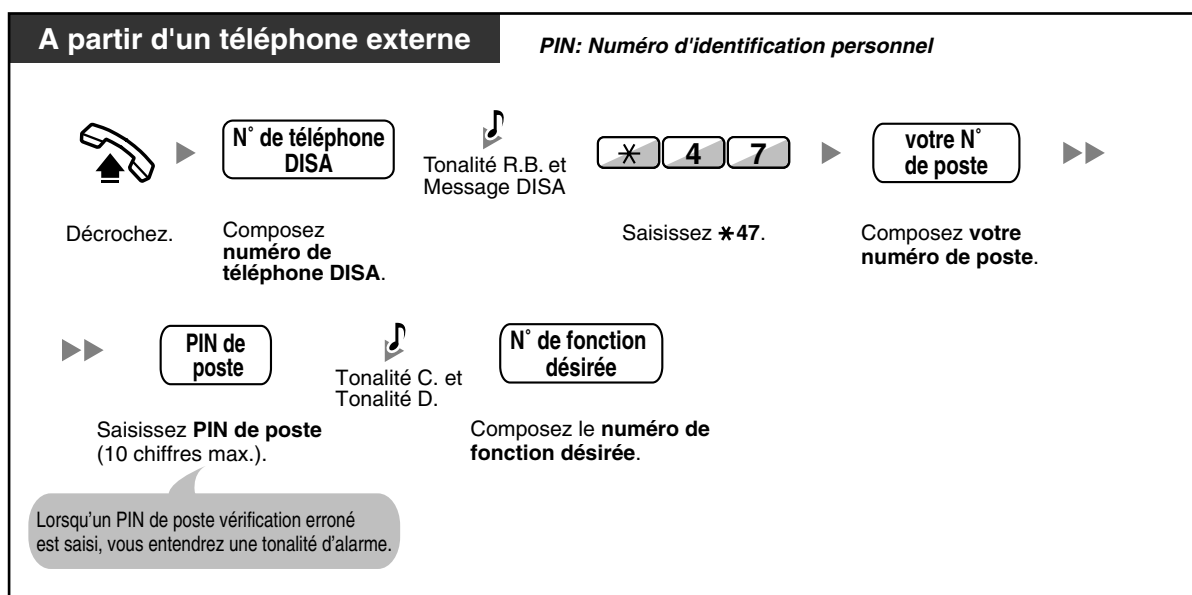 A partir d'un téléphone externe
PIN: Numéro d'identification personnel
N° de téléphone
DISA
Tonalité R.B. et
Message DISA
* 4 7
votre N°
de poste
Décrochez.
Composez
numéro de
téléphone DISA.
Saisissez *47.
Composez votre
numéro de poste.
PIN de
poste
Tonalité C. et
Tonalité D.
N° de fonction
désirée
Saisissez PIN de poste
(10 chiffres max.).
Composez le numéro de
fonction désirée.
Lorsqu'un PIN de poste vérification erroné
est saisi, vous entendrez une tonalité d'alarme.